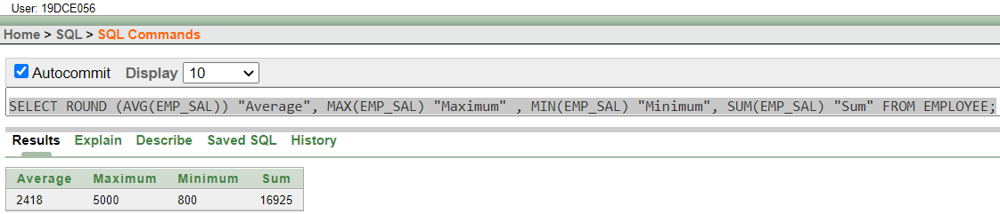 User: 19DCE056
Home > SQL > SQL Commands
Autocommit Display 10
SELECT ROUND (AVG(EMP_SAL)) "Average", MAX(EMP_SAL) "Maximum" , MIN(EMP_SAL) "Minimum", SUM(EMP_SAL) "Sum" FROM EMPLOYEE;
Results Explain Describe Saved SQL History
Average Maximum Minimum Sum
2418 5000 800 16925